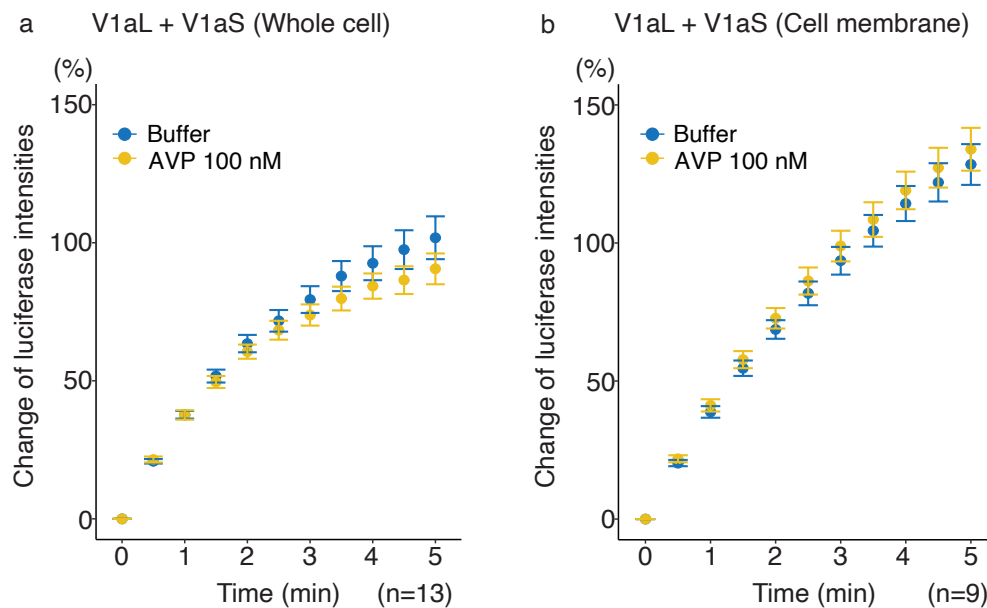 a V1aL + V1aS (Whole cell)
(%)
Change of luciferase intensities
150
100
50
0
Buffer
AVP 100 nM
0 1 2 3 4 5
Time (min) (n=13)
b V1aL + V1aS (Cell membrane)
(%)
Change of luciferase intensities
150
100
50
0
Buffer
AVP 100 nM
0 1 2 3 4 5
Time (min) (n=9)